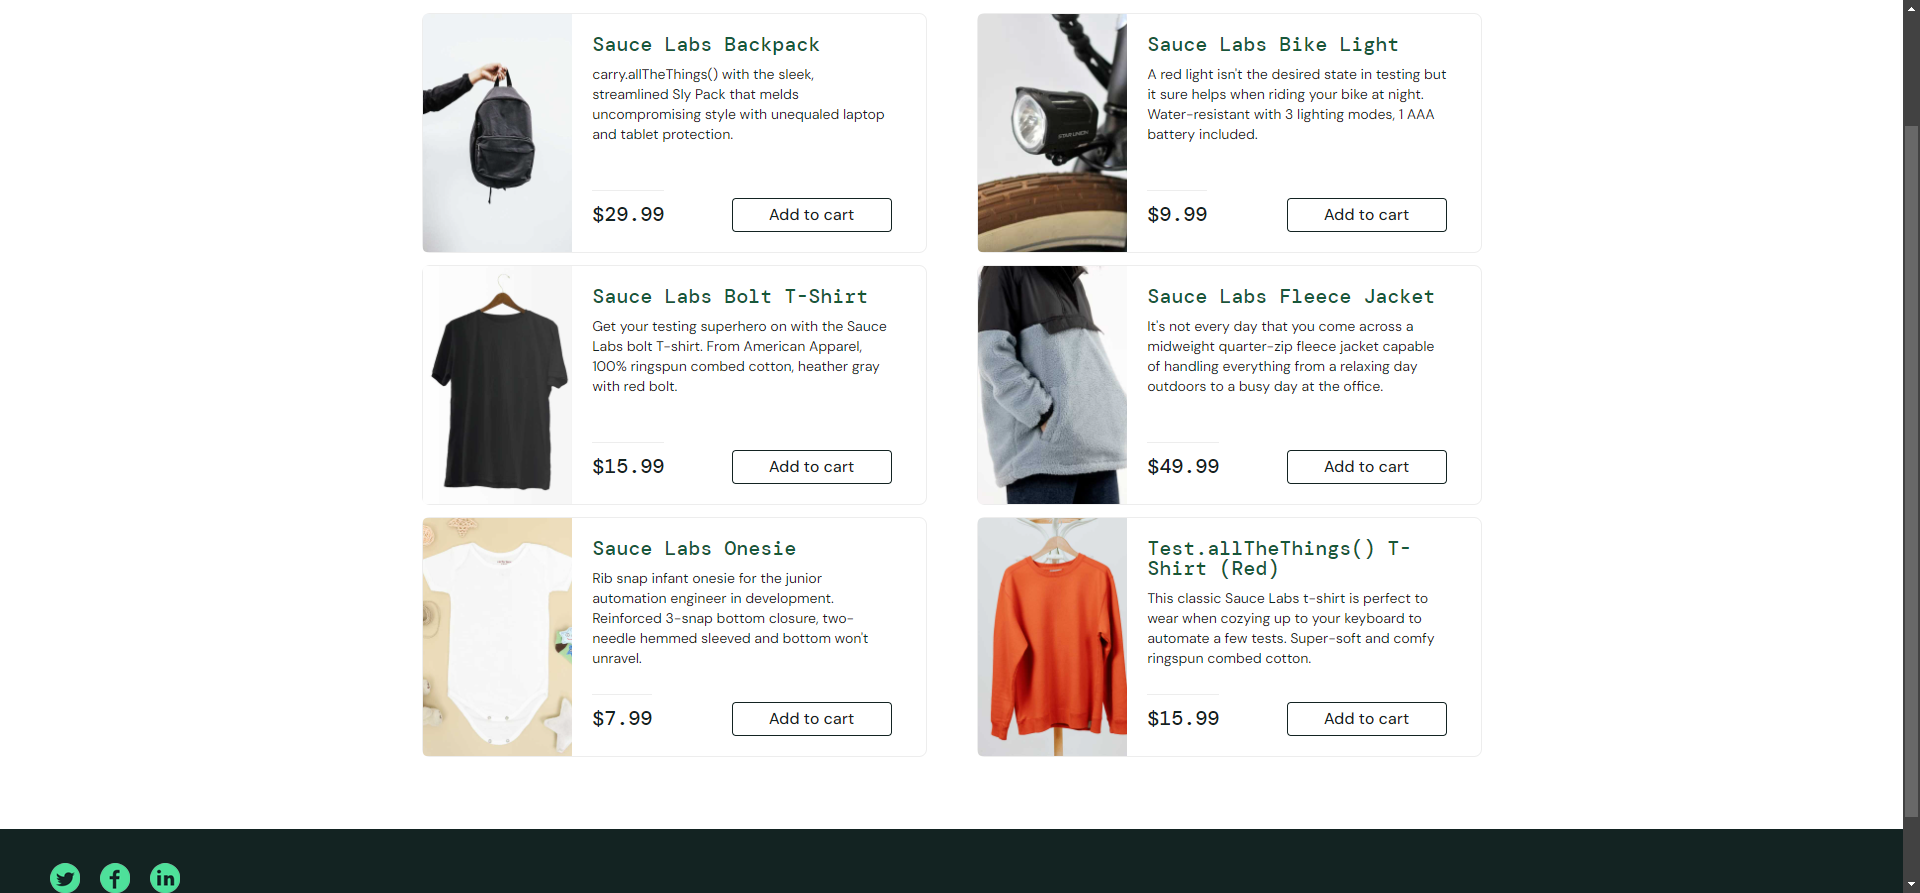 Sauce Labs Backpack
carry.allTheThings() with the sleek,
streamlined Sly Pack that melds
uncompromising style with unequaled laptop
and tablet protection.
$29.99
Add to cart
Sauce Labs Bike Light
A red light isn't the desired state in testing but
it sure helps when riding your bike at night.
Water-resistant with 3 lighting modes, 1 AAA
battery included.
STAR UNION
$9.99
Add to cart
Sauce Labs Bolt T-Shirt
Get your testing superhero on with the Sauce
Labs bolt T-shirt. From American Apparel,
100% ringspun combed cotton, heather gray
with red bolt.
$15.99
Add to cart
Sauce Labs Fleece Jacket
It's not every day that you come across a
midweight quarter-zip fleece jacket capable
of handling everything from a relaxing day
outdoors to a busy day at the office.
$49.99
Add to cart
Sauce Labs Onesie
Rib snap infant onesie for the junior
automation engineer in development.
Reinforced 3-snap bottom closure, two-
needle hemmed sleeved and bottom won't
unravel.
$7.99
Add to cart
Test.allTheThings() T-
Shirt (Red)
This classic Sauce Labs t-shirt is perfect to
wear when cozying up to your keyboard to
automate a few tests. Super-soft and comfy
ringspun combed cotton.
$15.99
Add to cart